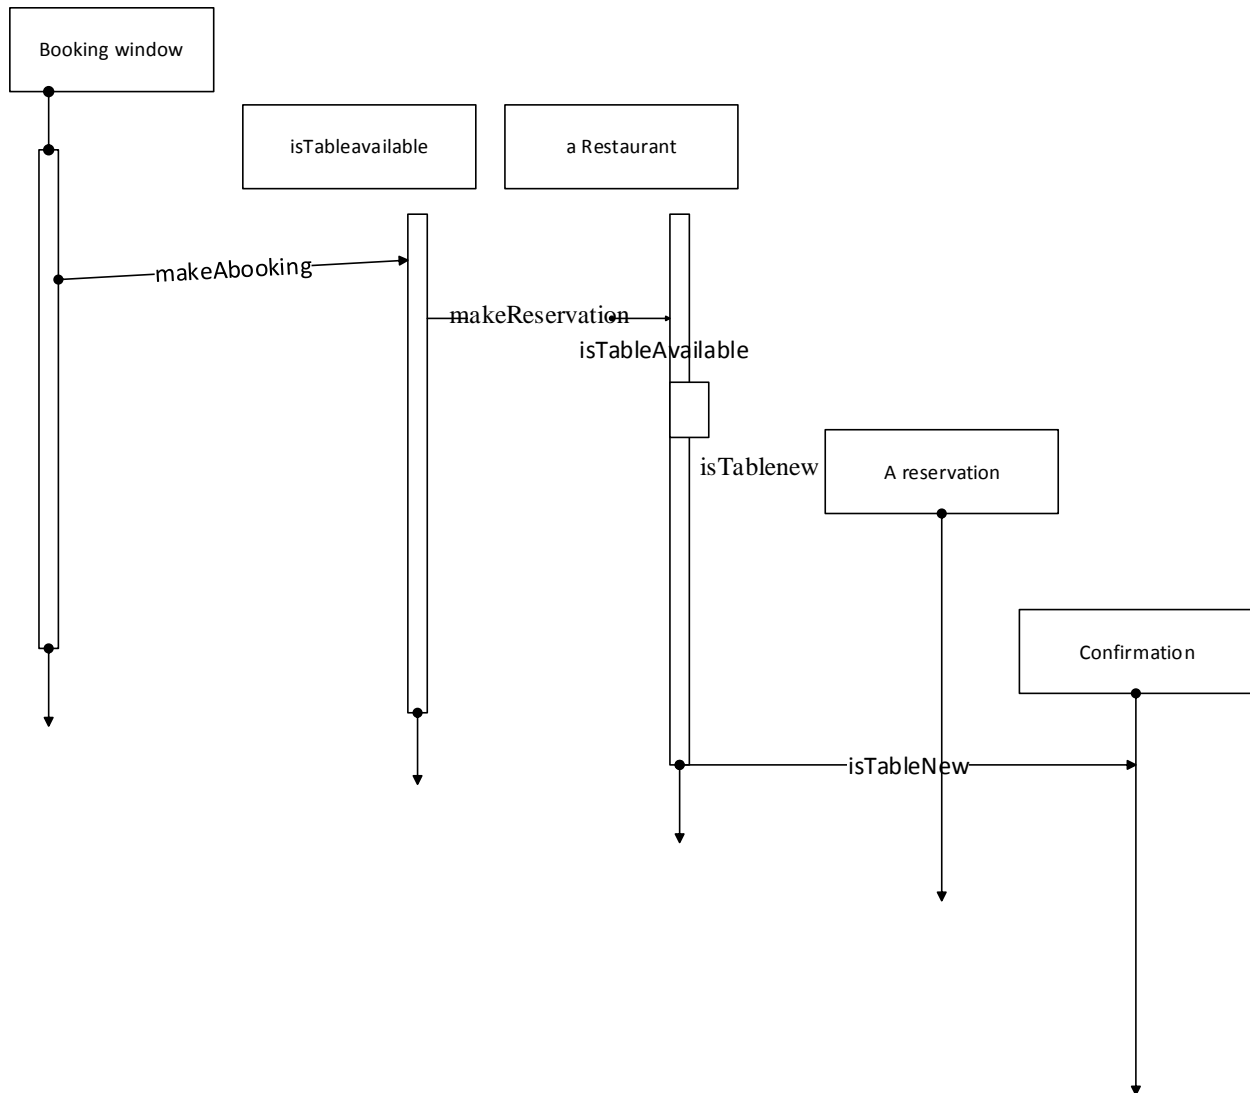 Booking window
isTableavailable
a Restaurant
makeAbooking
makeReservation
isTableAvailable
isTablenew
A reservation
Confirmation
isTableNew